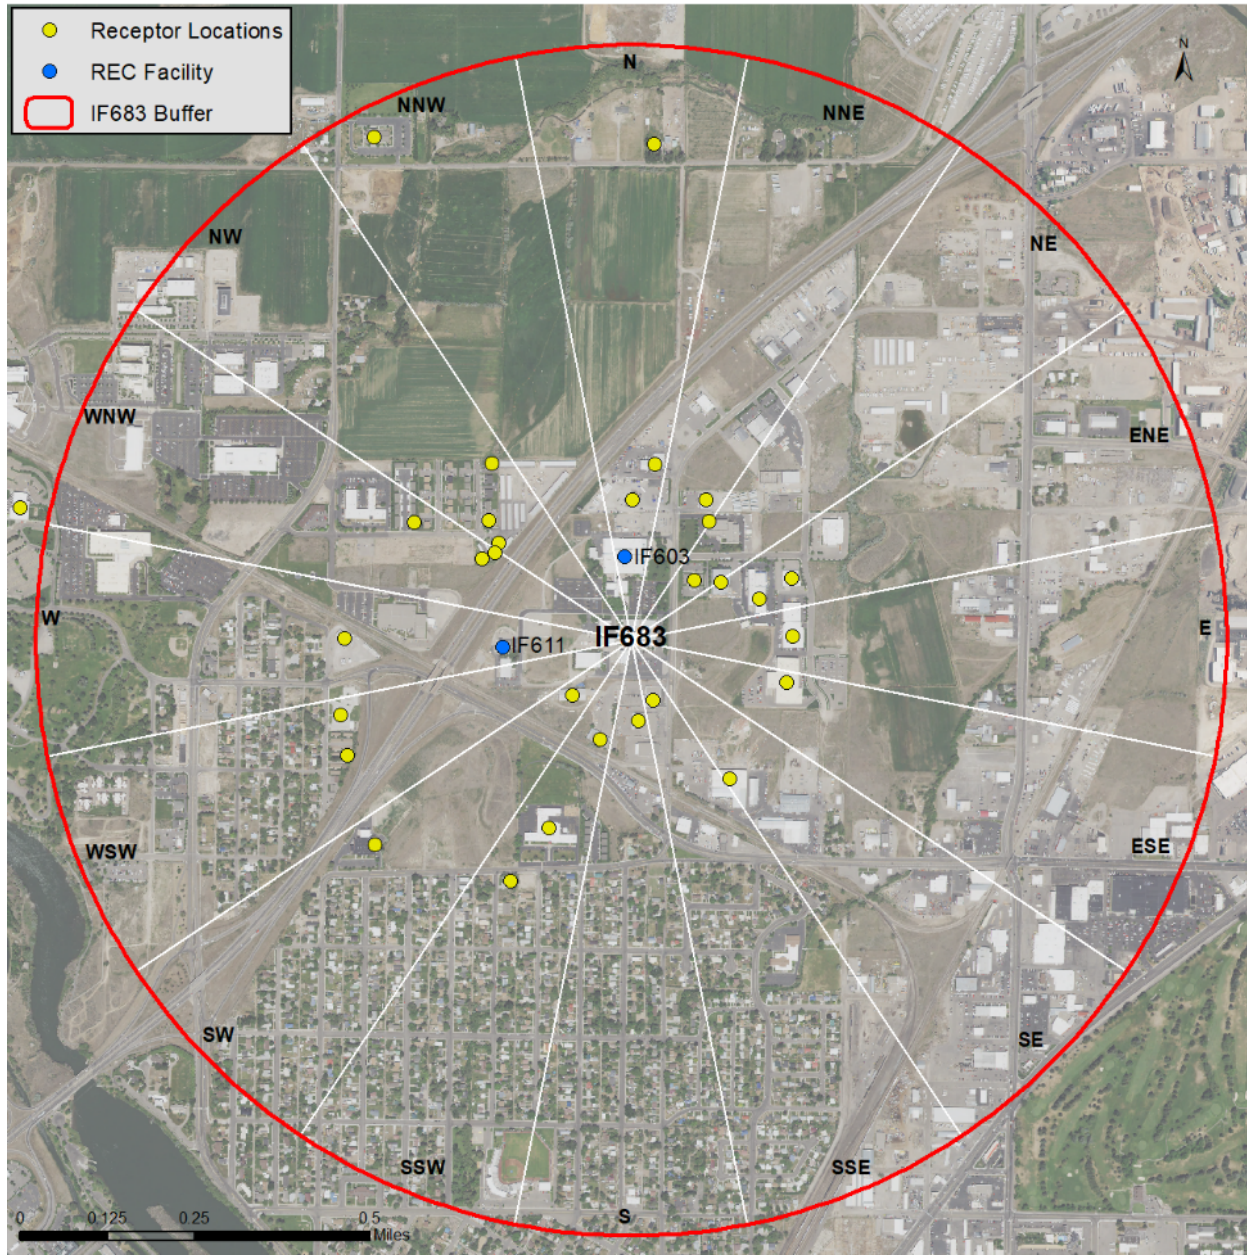 Receptor Locations
REC Facility
IF683 Buffer
N
N
NNW
NNE
NW
NE
WNW
ENE
IF603
W
IF611
IF683
E
WSW
ESE
SW
SE
SSW
SSE
S
0 0.125 0.25 0.5
Miles